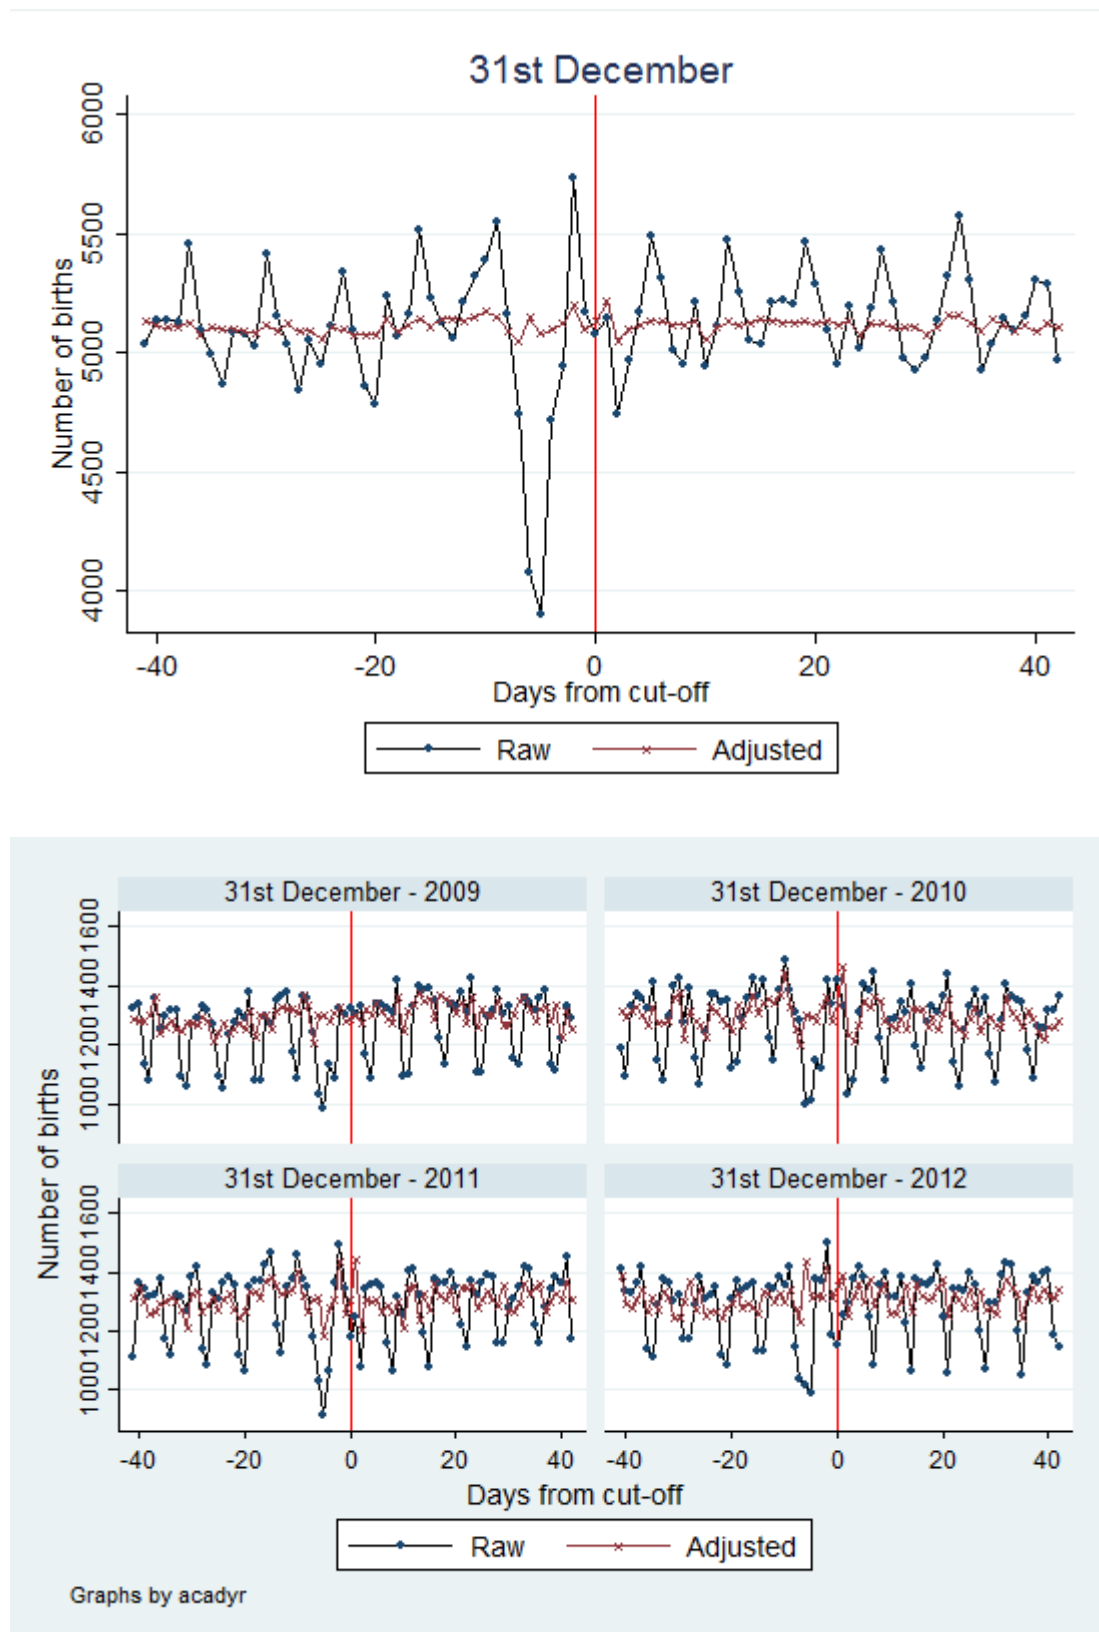 31st December
6000
5500
5000
4500
4000
Number of births
-40 -20 0 20 40
Days from cut-off
Raw Adjusted
31st December - 2009 31st December - 2010
1600
1400
1200
1000
31st December - 2011 31st December - 2012
1600
1400
1200
1000
Number of births
-40 -20 0 20 40 -40 -20 0 20 40
Days from cut-off
Raw Adjusted
Graphs by acadyr